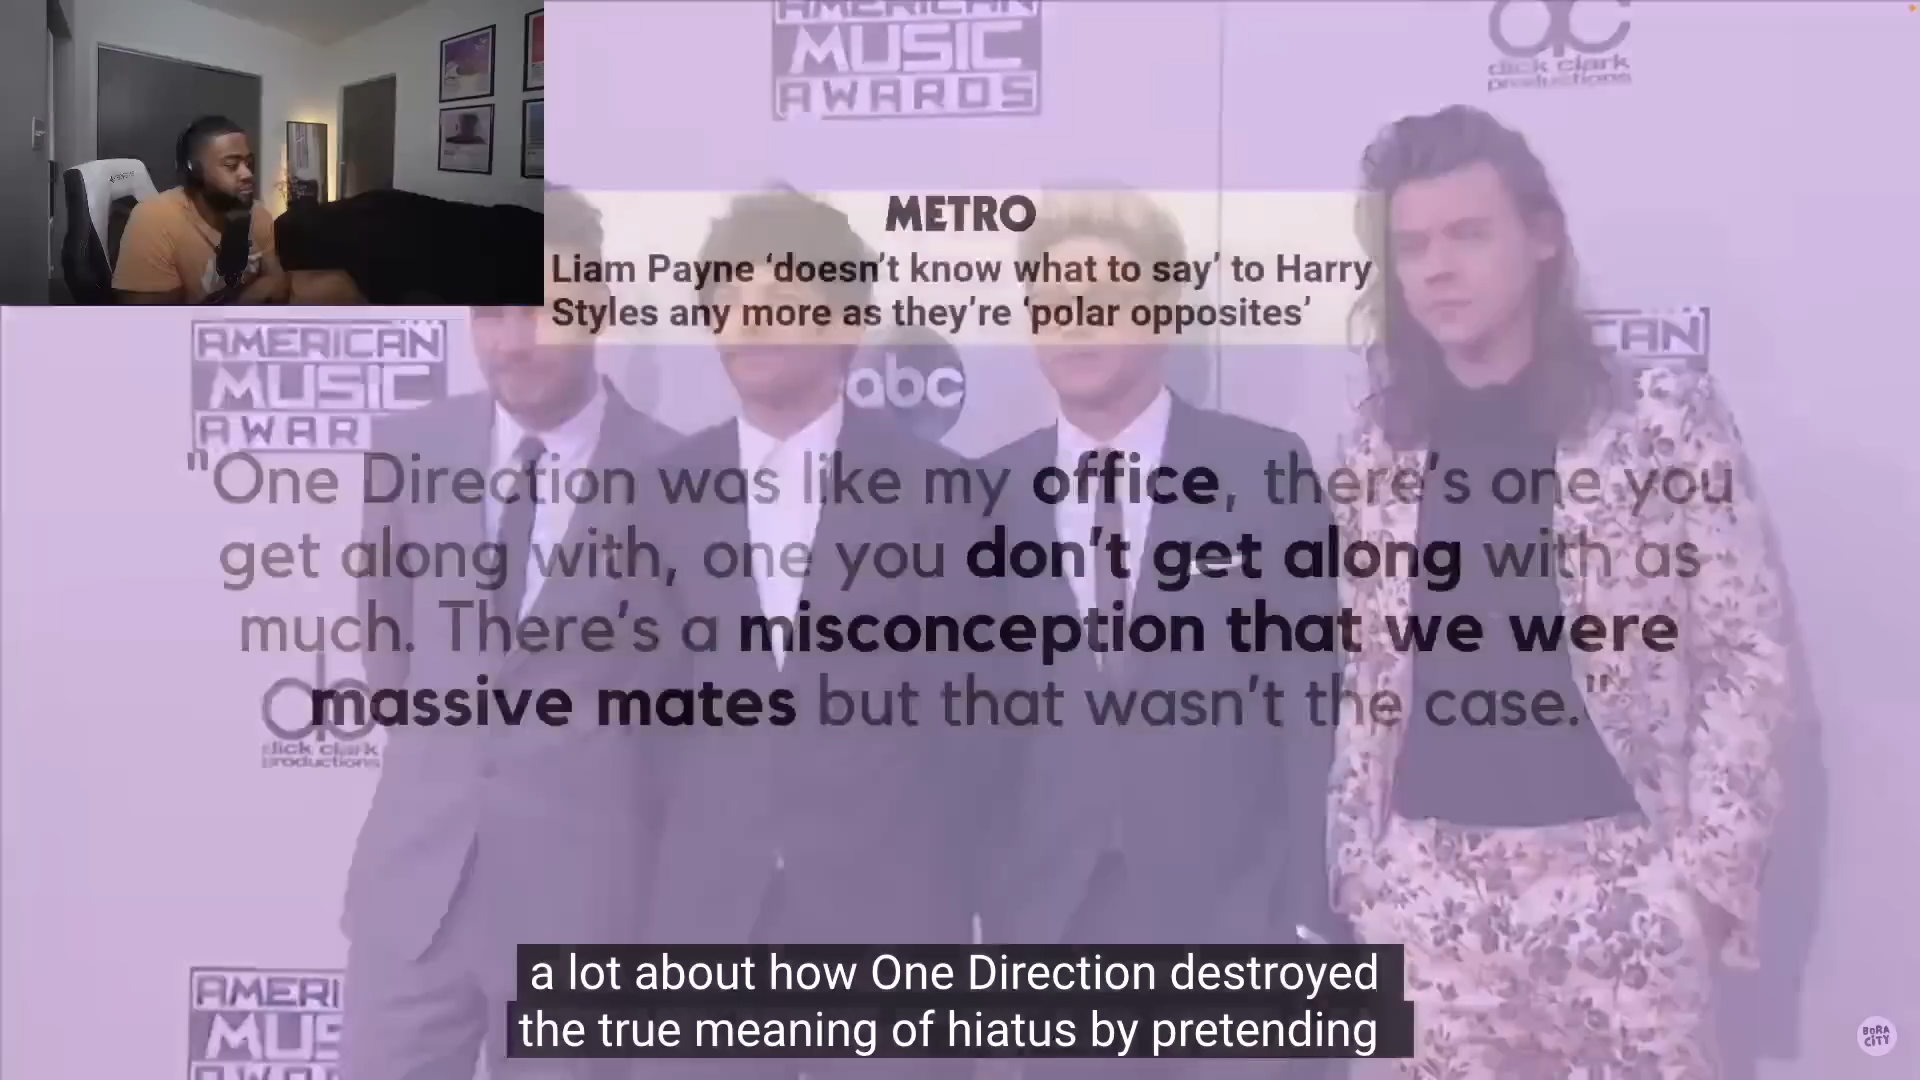 AMERICAN
MUSIC
AWARDS
dick clark
productions
METRO
Liam Payne ‘doesn’t know what to say’ to Harry
Styles any more as they’re ‘polar opposites’
AMERICAN
MUSIC
AWAR
abc
CAN
"One Direction was like my office, there’s one you
get along with, one you don’t get along with as
much. There’s a misconception that we were
massive mates but that wasn’t the case."
dick clark
productions
a lot about how One Direction destroyed
the true meaning of hiatus by pretending
AMERI
MUS
AWA
BORA
CITY